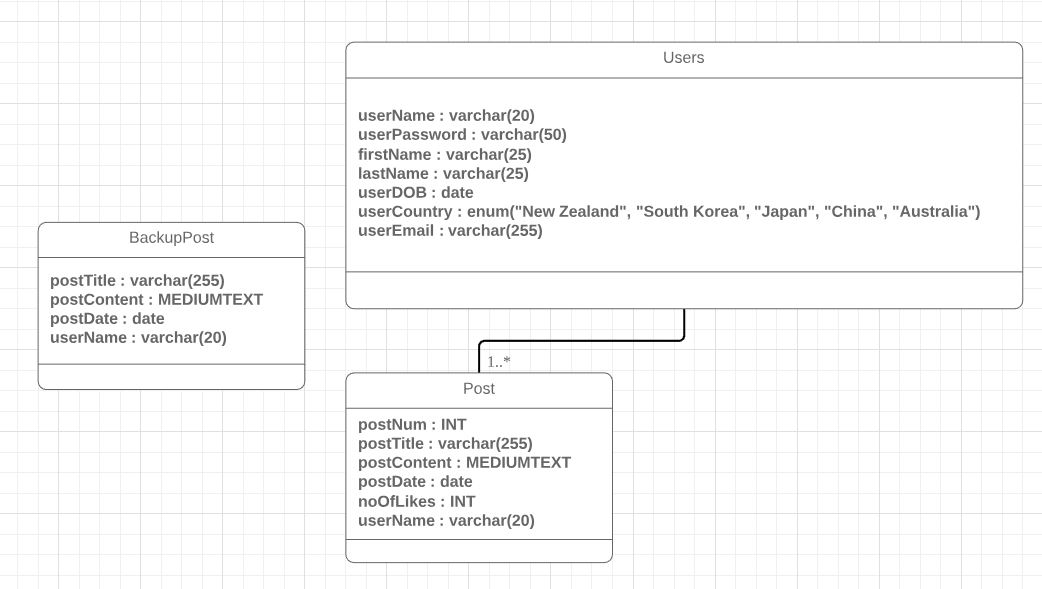 Users
userName : varchar(20)
userPassword : varchar(50)
firstName : varchar(25)
lastName : varchar(25)
userDOB : date
userCountry : enum("New Zealand", "South Korea", "Japan", "China", "Australia")
userEmail : varchar(255)
BackupPost
postTitle : varchar(255)
postContent : MEDIUMTEXT
postDate : date
userName : varchar(20)
1..*
Post
postNum : INT
postTitle : varchar(255)
postContent : MEDIUMTEXT
postDate : date
noOfLikes : INT
userName : varchar(20)